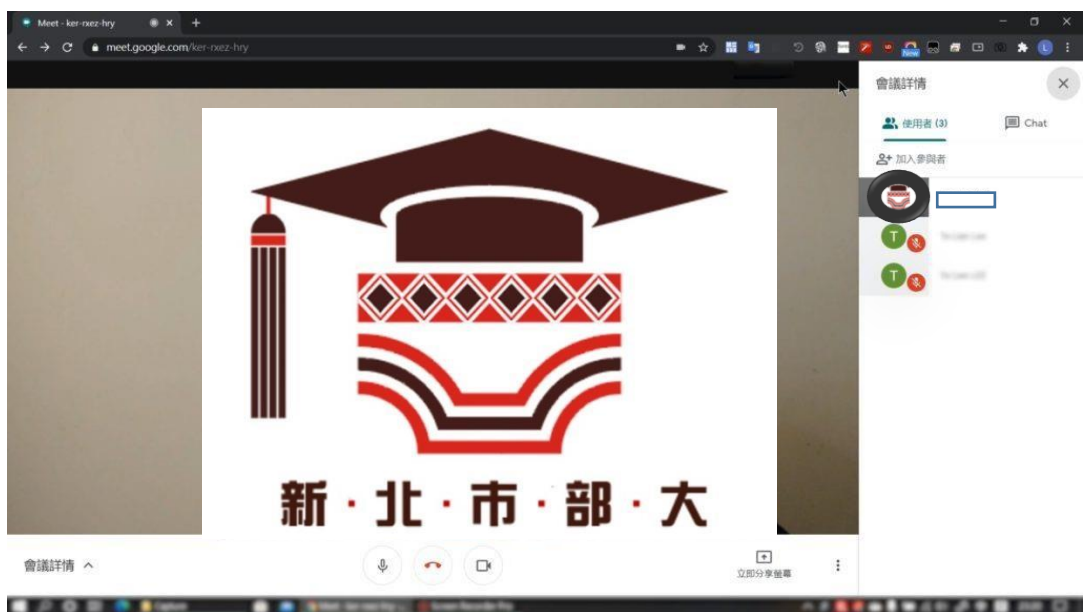 Meet - ker-rxez-hry
meet.google.com/ker-rxez-hry
New
L
會議詳情
使用者 (3)
Chat
加入參與者
T
T
新·北·市·部·大
會議詳情
立即分享螢幕